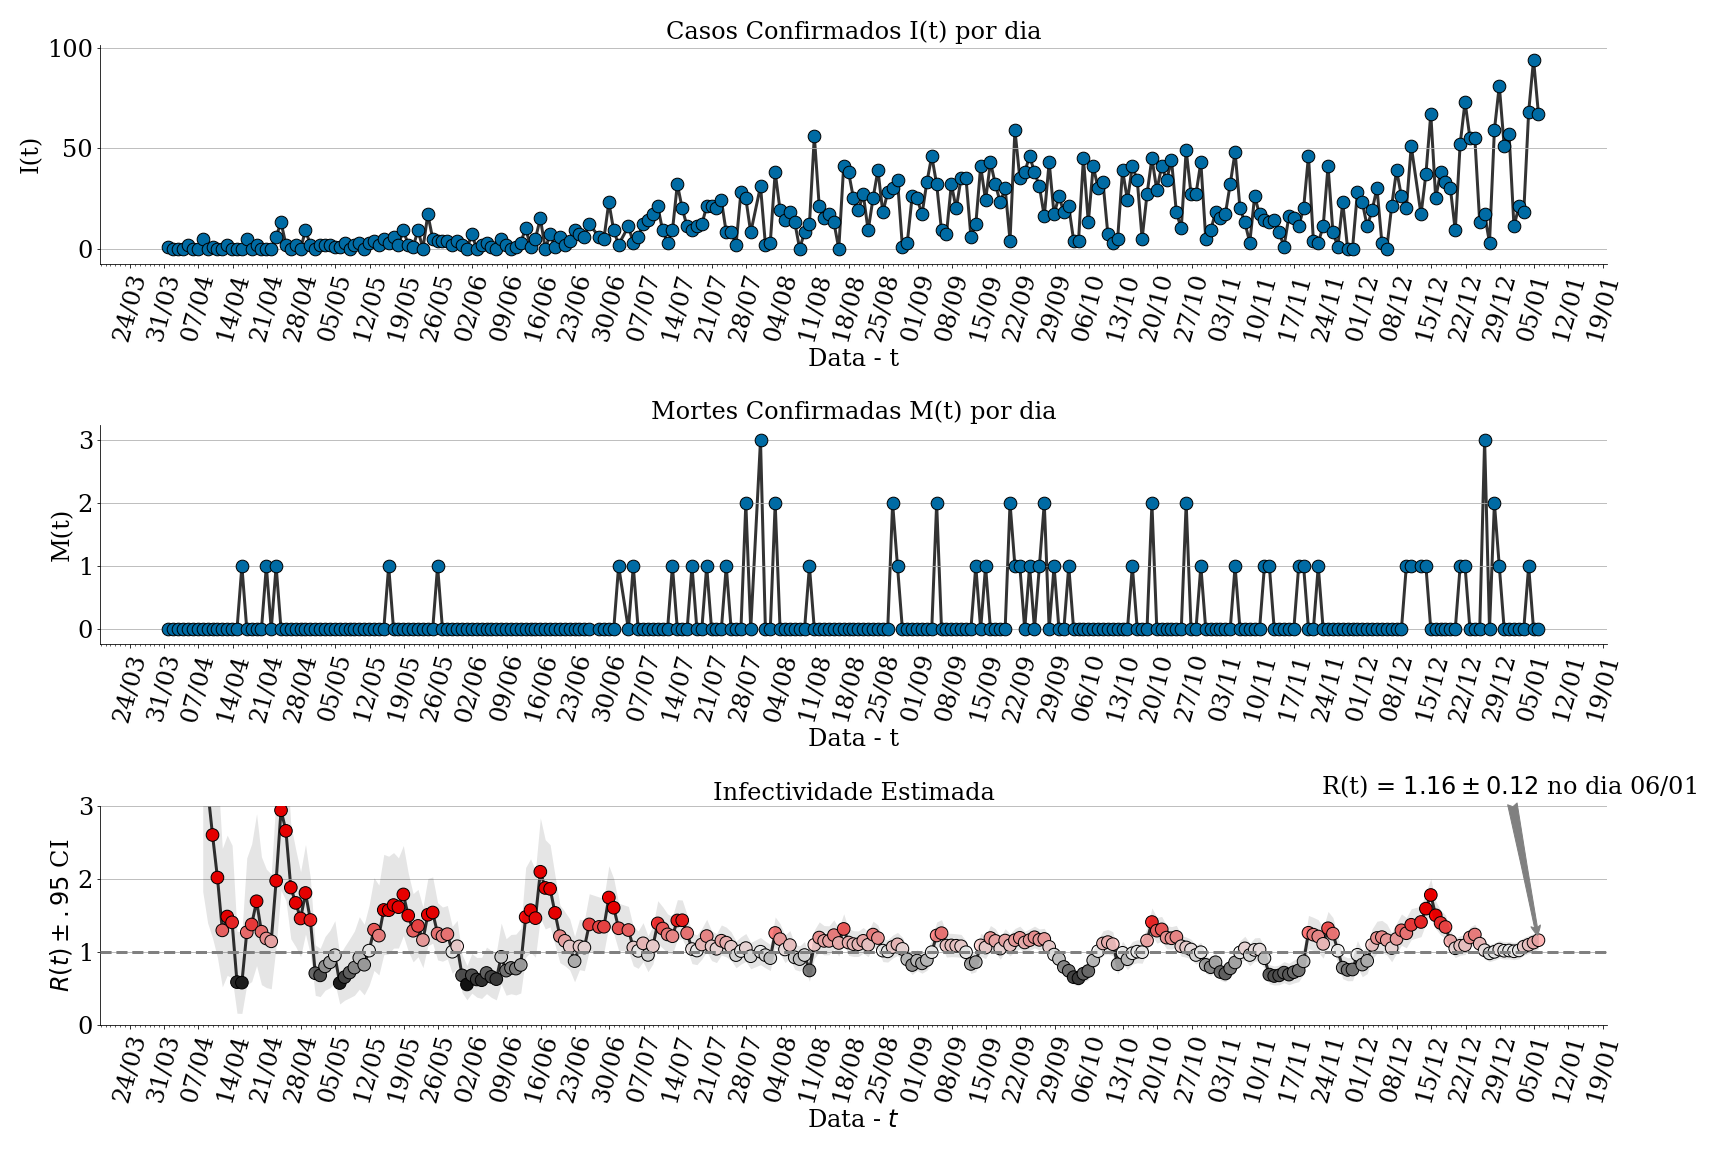 Casos Confirmados I(t) por dia
100
50
0
I(t)
24/03 31/03 07/04 14/04 21/04 28/04 05/05 12/05 19/05 26/05 02/06 09/06 16/06 23/06 30/06 07/07 14/07 21/07 28/07 04/08 11/08 18/08 25/08 01/09 08/09 15/09 22/09 29/09 06/10 13/10 20/10 27/10 03/11 10/11 17/11 24/11 01/12 08/12 15/12 22/12 29/12 05/01 12/01 19/01
Data - t
Mortes Confirmadas M(t) por dia
3
2
1
0
M(t)
24/03 31/03 07/04 14/04 21/04 28/04 05/05 12/05 19/05 26/05 02/06 09/06 16/06 23/06 30/06 07/07 14/07 21/07 28/07 04/08 11/08 18/08 25/08 01/09 08/09 15/09 22/09 29/09 06/10 13/10 20/10 27/10 03/11 10/11 17/11 24/11 01/12 08/12 15/12 22/12 29/12 05/01 12/01 19/01
Data - t
R(t) = 1.16 ± 0.12 no dia 06/01
Infectividade Estimada
3
2
1
0
R(t) ± .95 CI
24/03 31/03 07/04 14/04 21/04 28/04 05/05 12/05 19/05 26/05 02/06 09/06 16/06 23/06 30/06 07/07 14/07 21/07 28/07 04/08 11/08 18/08 25/08 01/09 08/09 15/09 22/09 29/09 06/10 13/10 20/10 27/10 03/11 10/11 17/11 24/11 01/12 08/12 15/12 22/12 29/12 05/01 12/01 19/01
Data - t